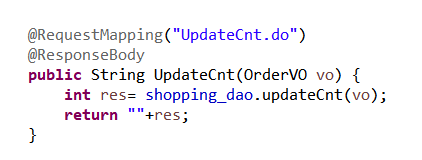 @RequestMapping("UpdateCnt.do")
@ResponseBody
public String UpdateCnt(OrderVO vo) {
    int res= shopping_dao.updateCnt(vo);
    return ""+res;
}